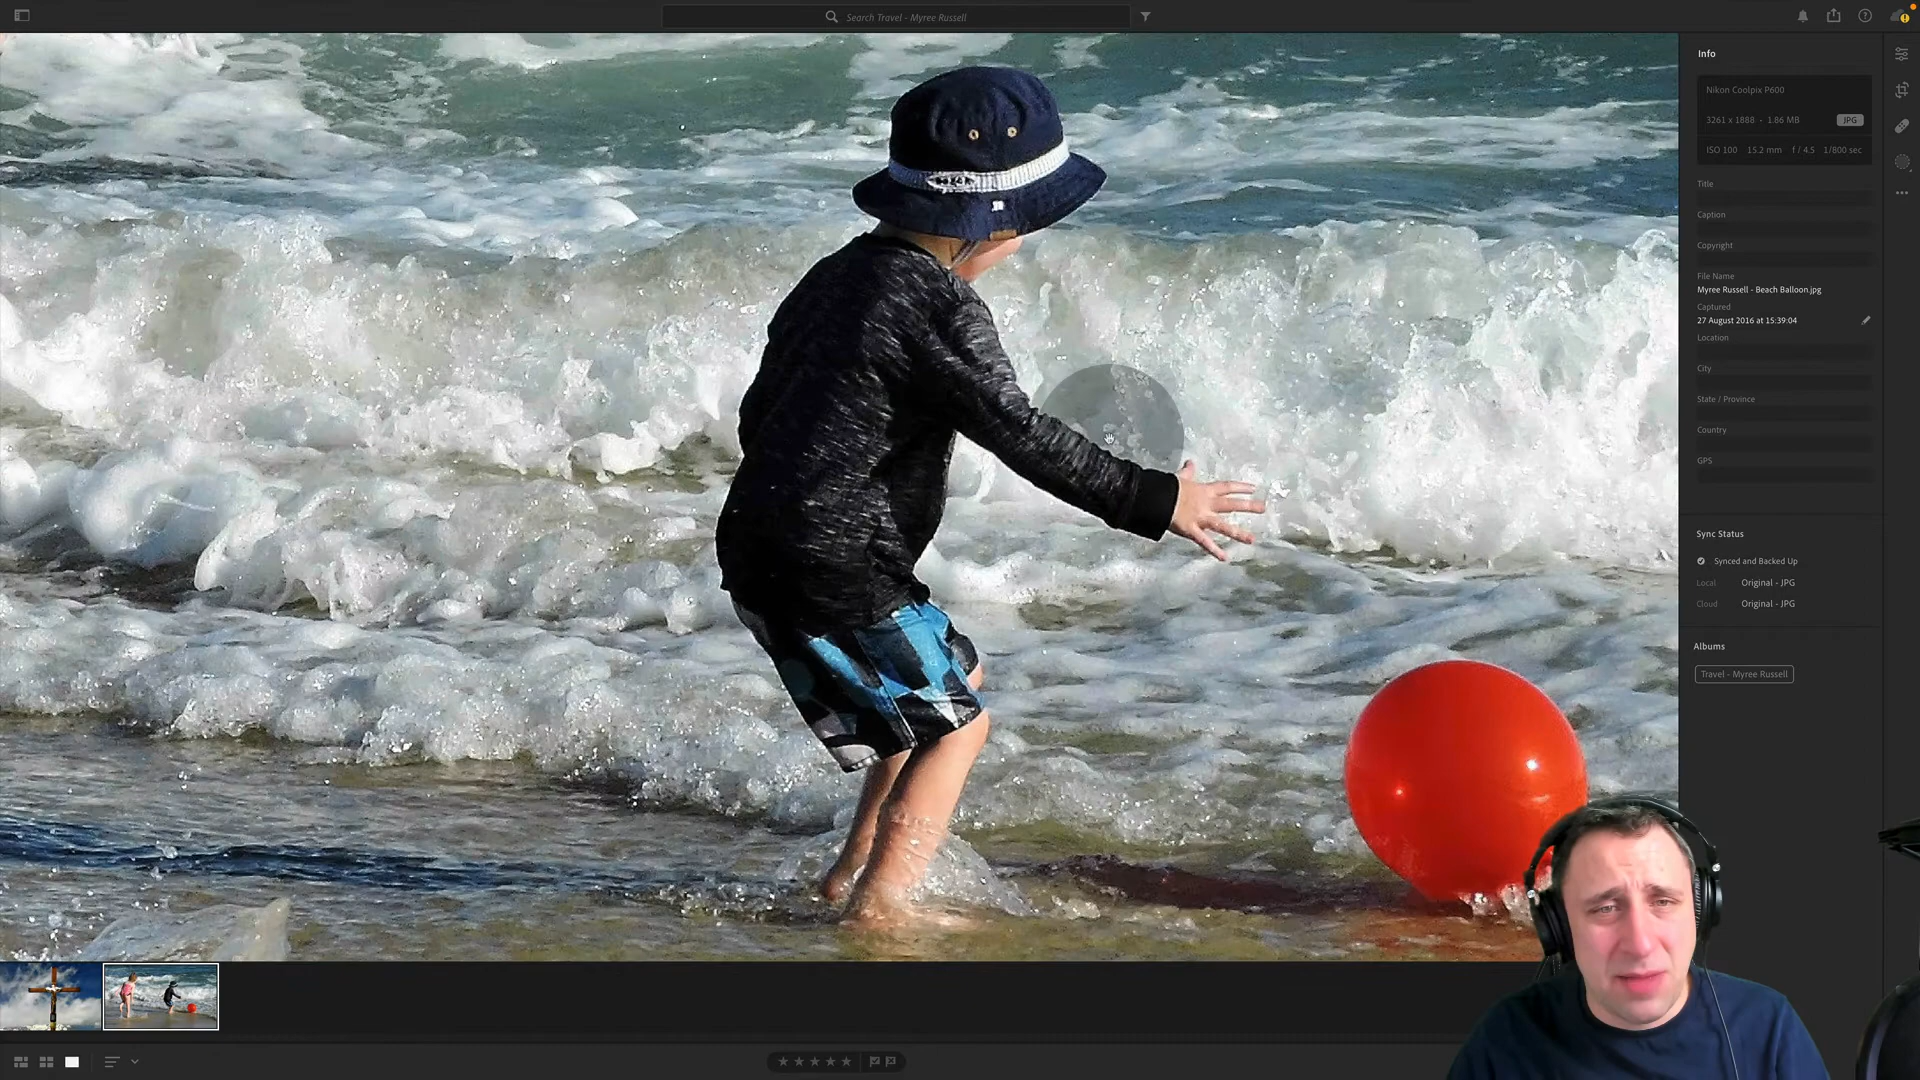 Search Travel - Myree Russell
Info
Nikon Coolpix P600
3261 x 1888 - 1.86 MB JPG
ISO 100 15.2 mm f / 4.5 1/800 sec
Title
Caption
Copyright
File Name
Myree Russell - Beach Balloon.jpg
Captured
27 August 2016 at 15:39:04
Location
City
State / Province
Country
GPS
Sync Status
Synced and Backed Up
Local Original - JPG
Cloud Original - JPG
Albums
Travel - Myree Russell